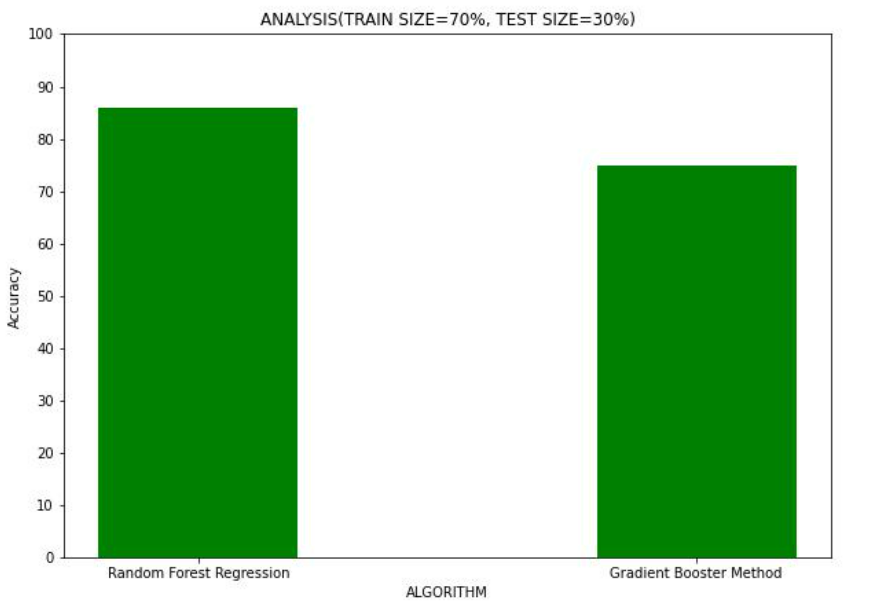 ANALYSIS(TRAIN SIZE=70%, TEST SIZE=30%)
100
90
80
70
60
50
40
30
20
10
0
Accuracy
Random Forest Regression
Gradient Booster Method
ALGORITHM